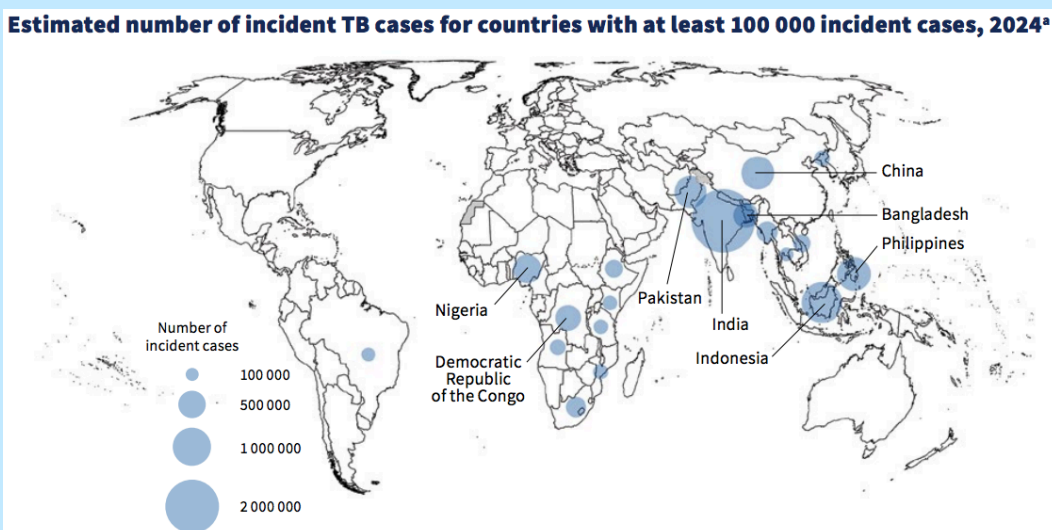 Estimated number of incident TB cases for countries with at least 100 000 incident cases, 2024ᵃ
China
Bangladesh
Philippines
Pakistan
Nigeria
India
Number of
incident cases
Indonesia
Democratic
Republic
of the Congo
100 000
500 000
1 000 000
2 000 000